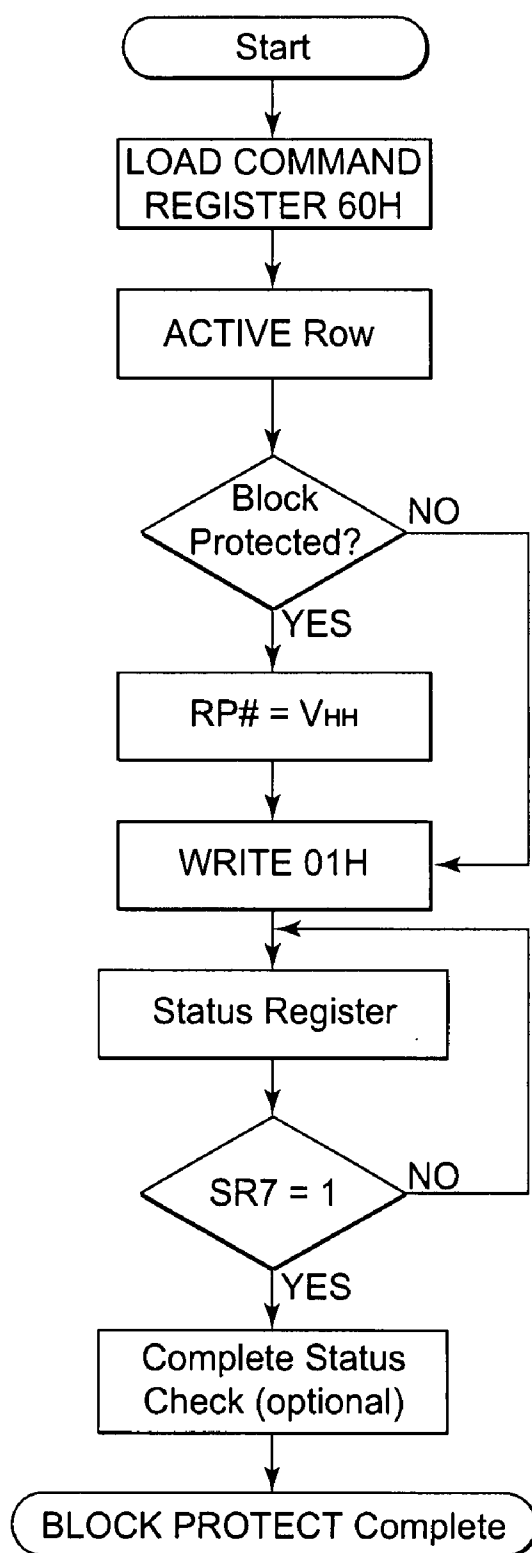 Start
LOAD COMMAND
REGISTER 60H
ACTIVE Row
Block
Protected?
NO
YES
RP# = VHH
WRITE 01H
Status Register
SR7 = 1
NO
YES
Complete Status
Check (optional)
BLOCK PROTECT Complete